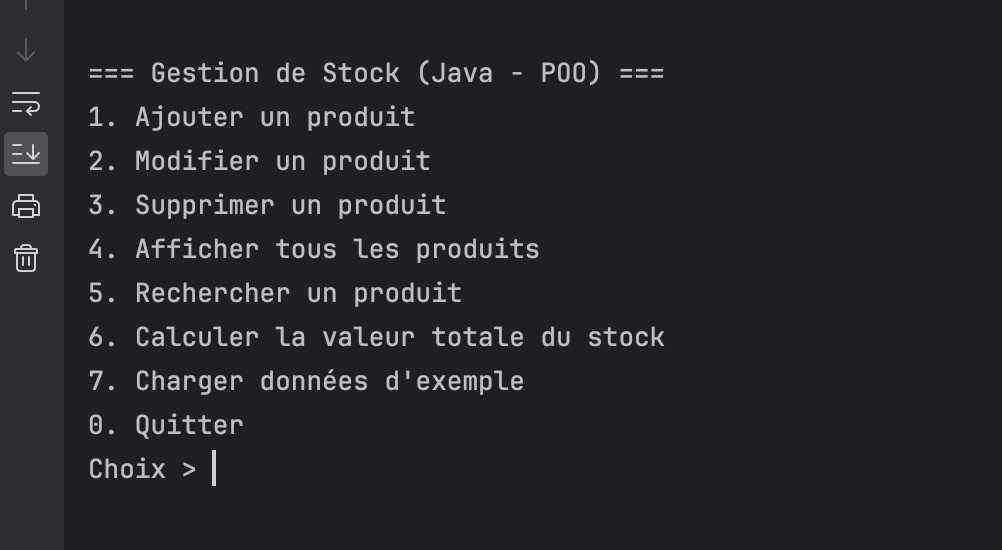 === Gestion de Stock (Java - POO) ===
1. Ajouter un produit
2. Modifier un produit
3. Supprimer un produit
4. Afficher tous les produits
5. Rechercher un produit
6. Calculer la valeur totale du stock
7. Charger données d'exemple
0. Quitter
Choix >